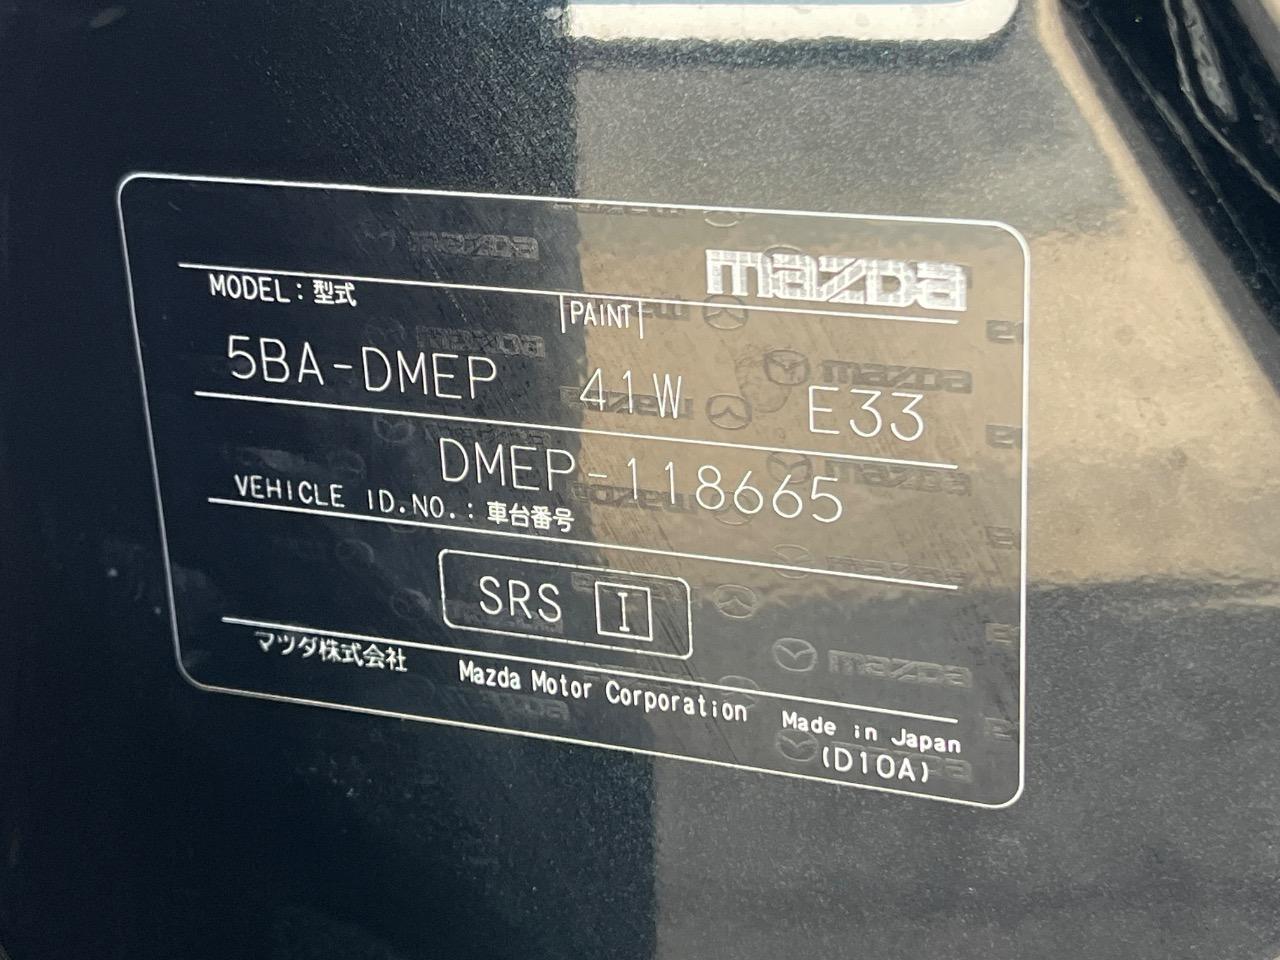 mazda
MODEL：型式
PAINT
5BA-DMEP 41W E33
DMEP-118665
VEHICLE ID.NO.：車台番号
SRS I
マツダ株式会社 Mazda Motor Corporation Made in Japan
(D10A)